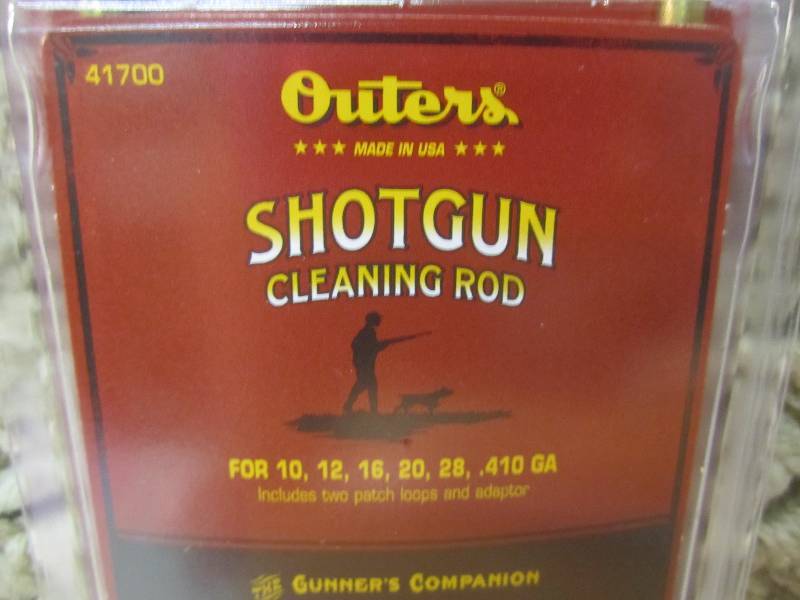 41700
Outers®
★★★ MADE IN USA ★★★
SHOTGUN
CLEANING ROD
FOR 10, 12, 16, 20, 28, .410 GA
Includes two patch loops and adaptor
THE GUNNER'S COMPANION